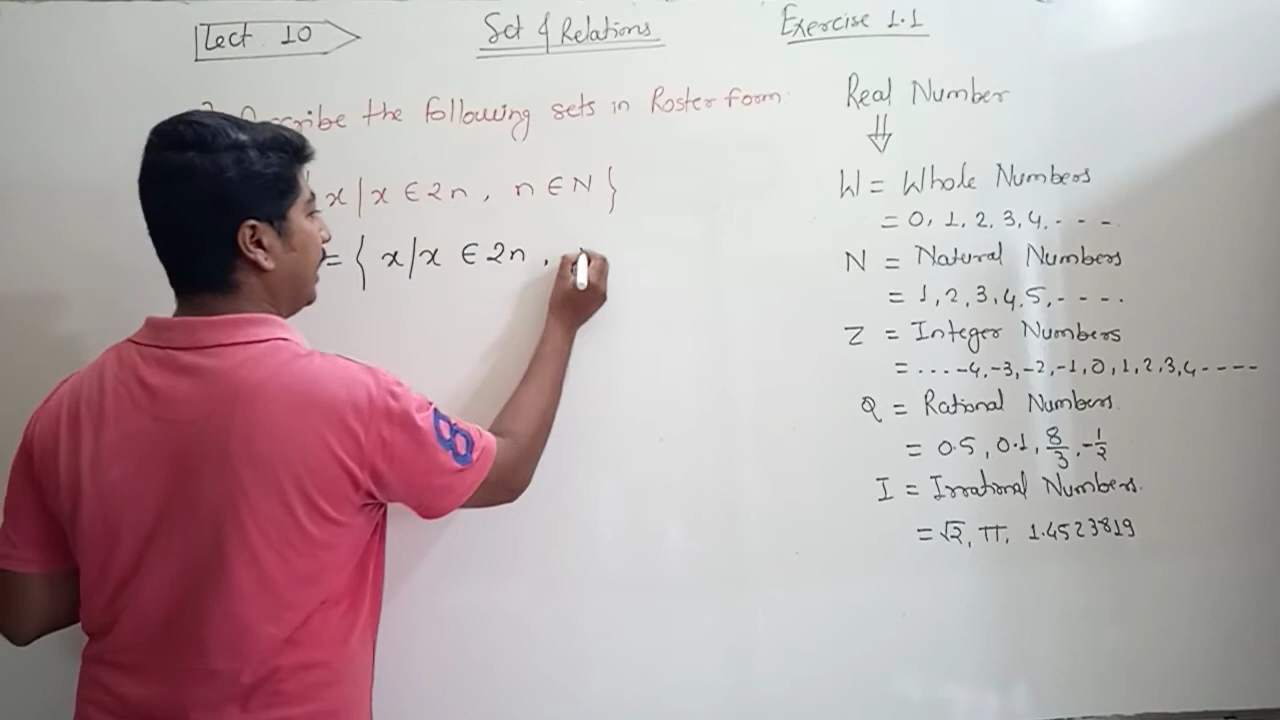 Lect 10
Set & Relations
Exercise 1.1
the following sets in Roster form.
x | x ∈ 2n, n ∈ N }
= { x/x ∈ 2n,
Real Number
⇓
W = Whole Numbers
= 0, 1, 2, 3, 4, - - - .
N = Natural Numbers
= 1, 2, 3, 4, 5, - - - - .
Z = Integer Numbers
= .... -4, -3, -2, -1, 0, 1, 2, 3, 4 - - - -
Q = Rational Numbers.
= 0.5, 0.1, 8/3, -1/2
I = Irrational Numbers.
= √2, π, 1.4523819
8